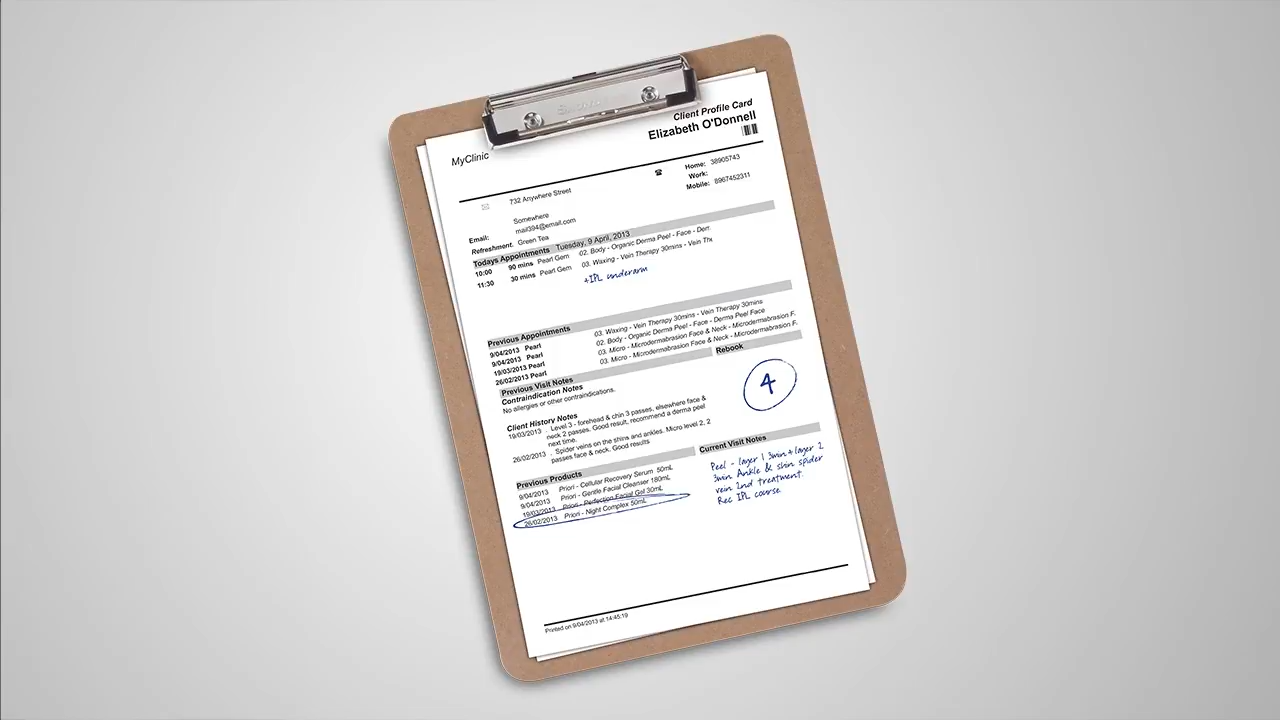 Client Profile Card
Elizabeth O'Donnell
MyClinic
Home: 38905743
Work:
Mobile: 8967452311
732 Anywhere Street
Somewhere
Email: mail394@email.com
Refreshment. Green Tea
Todays Appointments Tuesday, 9 April, 2013
10:00 90 mins Pearl Gem 02. Body - Organic Derma Peel - Face - Derr
11:30 30 mins Pearl Gem 03. Waxing - Vein Therapy 30mins - Vein The
+IPL underarm
Previous Appointments
9/04/2013 Pearl 03. Waxing - Vein Therapy 30mins - Vein Therapy 30mins
9/04/2013 Pearl 02. Body - Organic Derma Peel - Face - Derma Peel Face
19/03/2013 Pearl 03. Micro - Microdermabrasion Face & Neck - Microdermabrasion F.
26/02/2013 Pearl 03. Micro - Microdermabrasion Face & Neck - Microdermabrasion F.
Previous Visit Notes
Rebook
Contraindication Notes
No allergies or other contraindications.
4
Client History Notes
19/03/2013 . Level 3 - forehead & chin 3 passes, elsewhere face &
neck 2 passes. Good result, recommend a derma peel
next time.
26/02/2013 . Spider veins on the shins and ankles. Micro level 2, 2
passes face & neck. Good results
Previous Products
9/04/2013 Priori - Cellular Recovery Serum 50mL
9/04/2013 Priori - Gentle Facial Cleanser 180mL
19/03/2013 Priori - Perfection Facial Gel 30mL
26/02/2013 Priori - Night Complex 50mL
Current Visit Notes
Peel - layer 1 3min + layer 2
3min Ankle & shin spider
vein 2nd treatment.
Rec IPL course
Printed on 9/04/2013 at 14:45:19